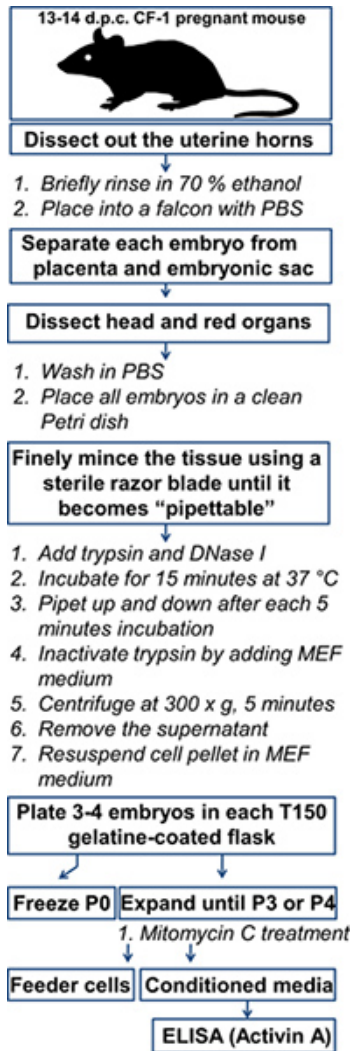 13-14 d.p.c. CF-1 pregnant mouse
Dissect out the uterine horns
1. Briefly rinse in 70 % ethanol
2. Place into a falcon with PBS
Separate each embryo from
placenta and embryonic sac
Dissect head and red organs
1. Wash in PBS
2. Place all embryos in a clean
Petri dish
Finely mince the tissue using a
sterile razor blade until it
becomes “pipettable”
1. Add trypsin and DNase I
2. Incubate for 15 minutes at 37 °C
3. Pipet up and down after each 5
minutes incubation
4. Inactivate trypsin by adding MEF
medium
5. Centrifuge at 300 x g, 5 minutes
6. Remove the supernatant
7. Resuspend cell pellet in MEF
medium
Plate 3-4 embryos in each T150
gelatine-coated flask
Freeze P0 Expand until P3 or P4
1. Mitomycin C treatment
Feeder cells Conditioned media
ELISA (Activin A)